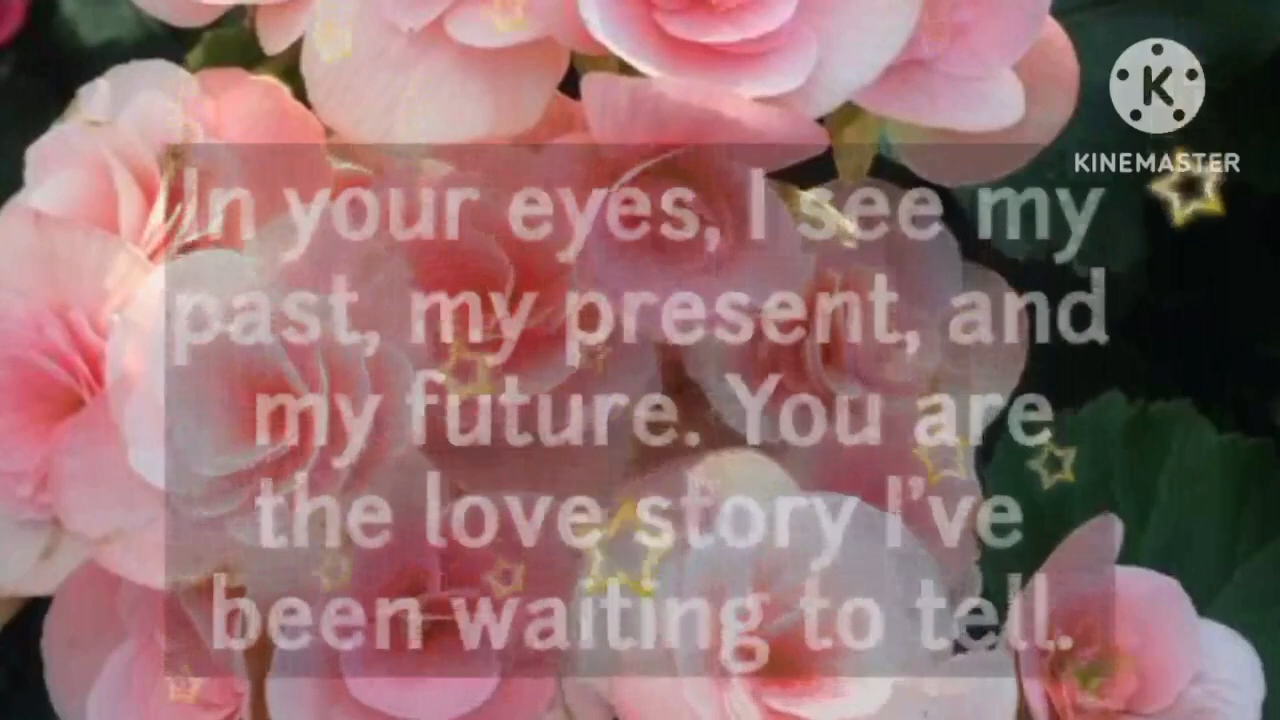 KINEMASTER
In your eyes, I see my
past, my present, and
my future. You are
the love story I've
been waiting to tell.